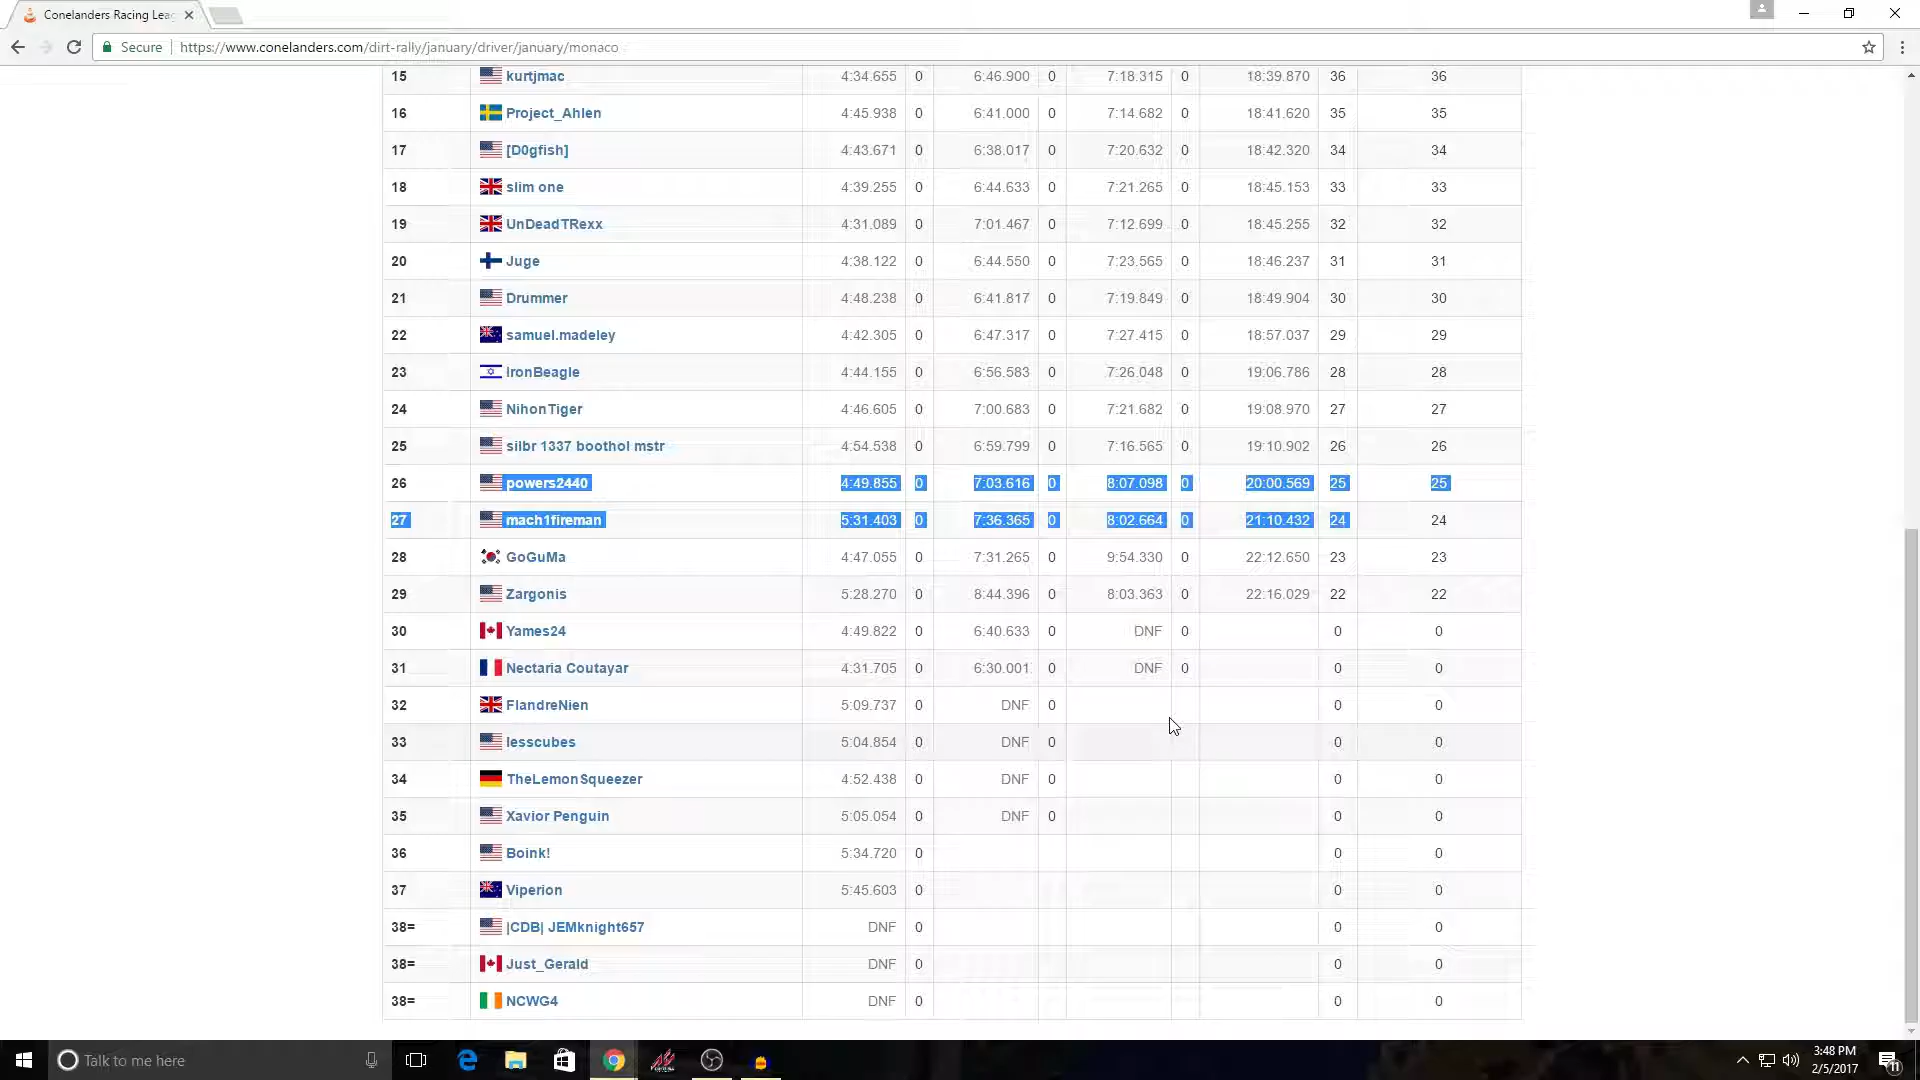 Conelanders Racing Lea
Secure https://www.conelanders.com/dirt-rally/january/driver/january/monaco
15 kurtjmac 4:34.655 0 6:46.900 0 7:18.315 0 18:39.870 36 36
16 Project_Ahlen 4:45.938 0 6:41.000 0 7:14.682 0 18:41.620 35 35
17 [D0gfish] 4:43.671 0 6:38.017 0 7:20.632 0 18:42.320 34 34
18 slim one 4:39.255 0 6:44.633 0 7:21.265 0 18:45.153 33 33
19 UnDeadTRexx 4:31.089 0 7:01.467 0 7:12.699 0 18:45.255 32 32
20 Juge 4:38.122 0 6:44.550 0 7:23.565 0 18:46.237 31 31
21 Drummer 4:48.238 0 6:41.817 0 7:19.849 0 18:49.904 30 30
22 samuel.madeley 4:42.305 0 6:47.317 0 7:27.415 0 18:57.037 29 29
23 ironBeagle 4:44.155 0 6:56.583 0 7:26.048 0 19:06.786 28 28
24 NihonTiger 4:46.605 0 7:00.683 0 7:21.682 0 19:08.970 27 27
25 silbr 1337 boothol mstr 4:54.538 0 6:59.799 0 7:16.565 0 19:10.902 26 26
26 powers2440 4:49.855 0 7:03.616 0 8:07.098 0 20:00.569 25 25
27 mach1fireman 5:31.403 0 7:36.365 0 8:02.664 0 21:10.432 24 24
28 GoGuMa 4:47.055 0 7:31.265 0 9:54.330 0 22:12.650 23 23
29 Zargonis 5:28.270 0 8:44.396 0 8:03.363 0 22:16.029 22 22
30 Yames24 4:49.822 0 6:40.633 0 DNF 0 0 0
31 Nectaria Coutayar 4:31.705 0 6:30.001 0 DNF 0 0 0
32 FlandreNien 5:09.737 0 DNF 0 0 0
33 lesscubes 5:04.854 0 DNF 0 0 0
34 TheLemonSqueezer 4:52.438 0 DNF 0 0 0
35 Xavior Penguin 5:05.054 0 DNF 0 0 0
36 Boink! 5:34.720 0 0 0
37 Viperion 5:45.603 0 0 0
38= |CDB| JEMknight657 DNF 0 0 0
38= Just_Gerald DNF 0 0 0
38= NCWG4 DNF 0 0 0
Talk to me here
3:48 PM
2/5/2017
11